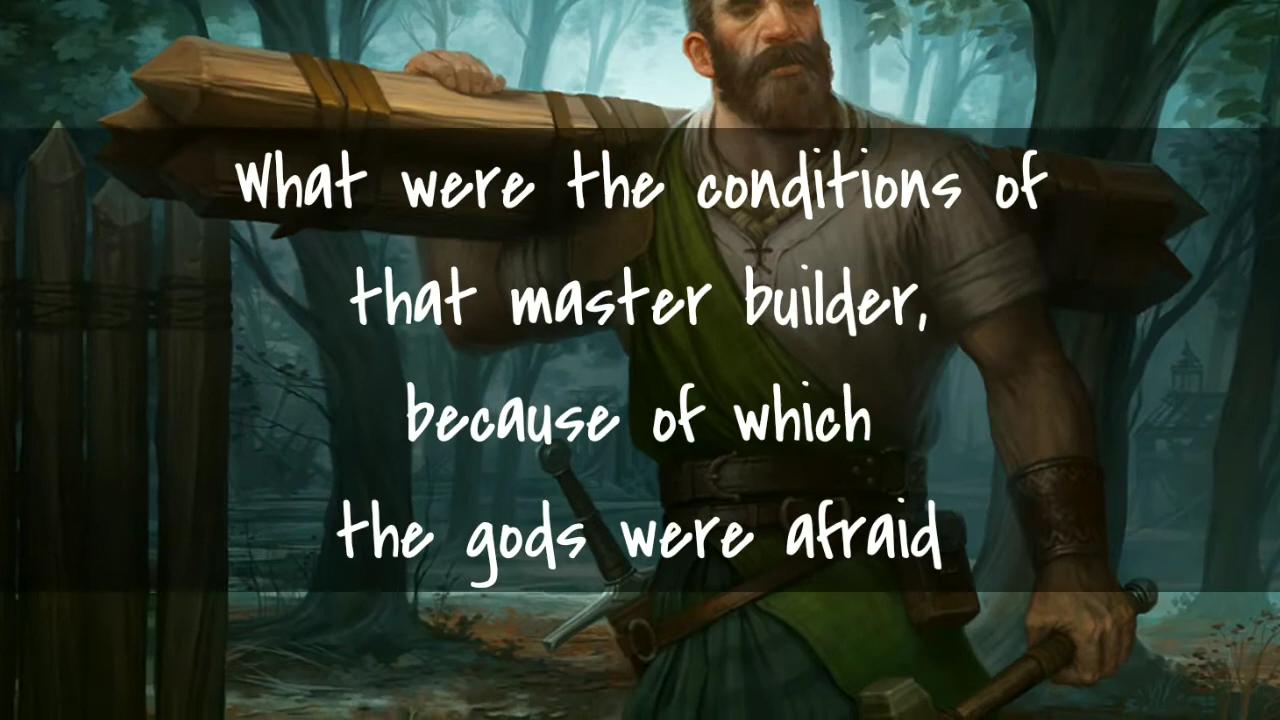 What were the conditions of
that master builder,
because of which
the gods were afraid